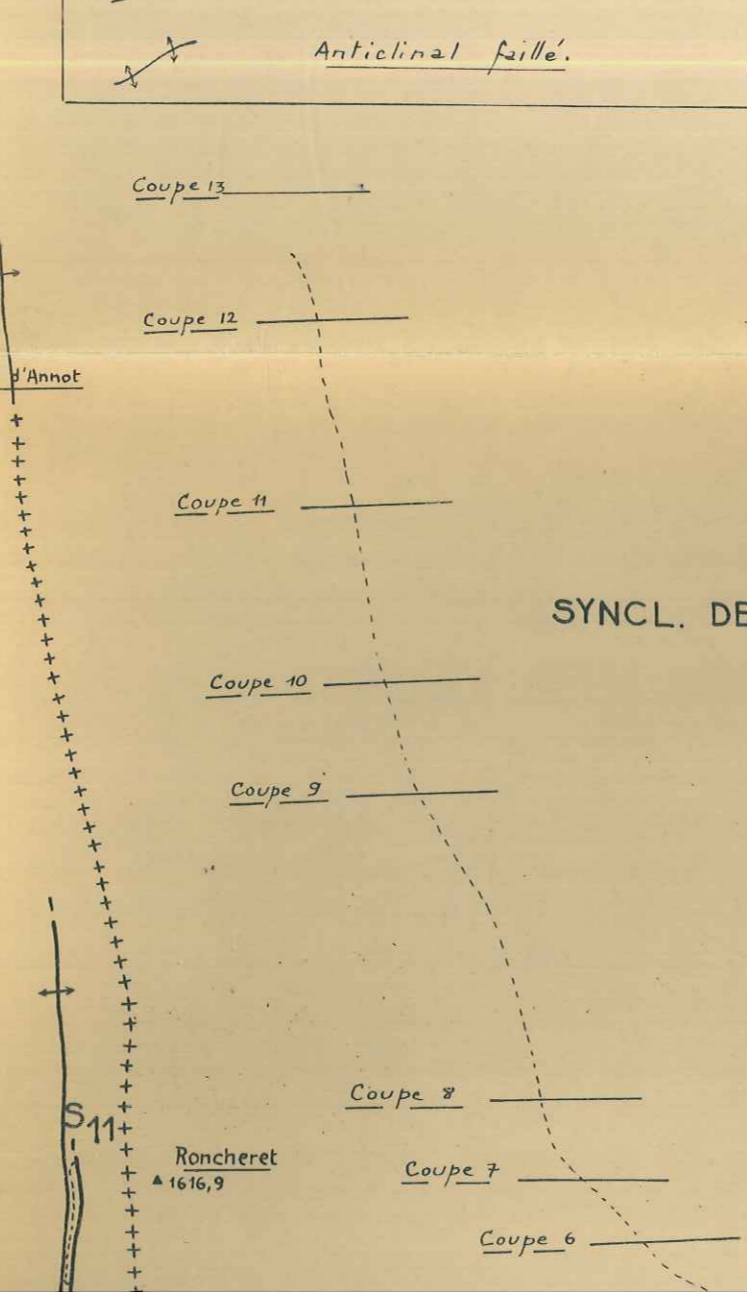 Anticlinal faillé.
Coupe 13
Coupe 12
d'Annot
Coupe 11
SYNCL. DE
Coupe 10
Coupe 9
Coupe 8
S11
Roncheret
1616,9
Coupe 7
Coupe 6